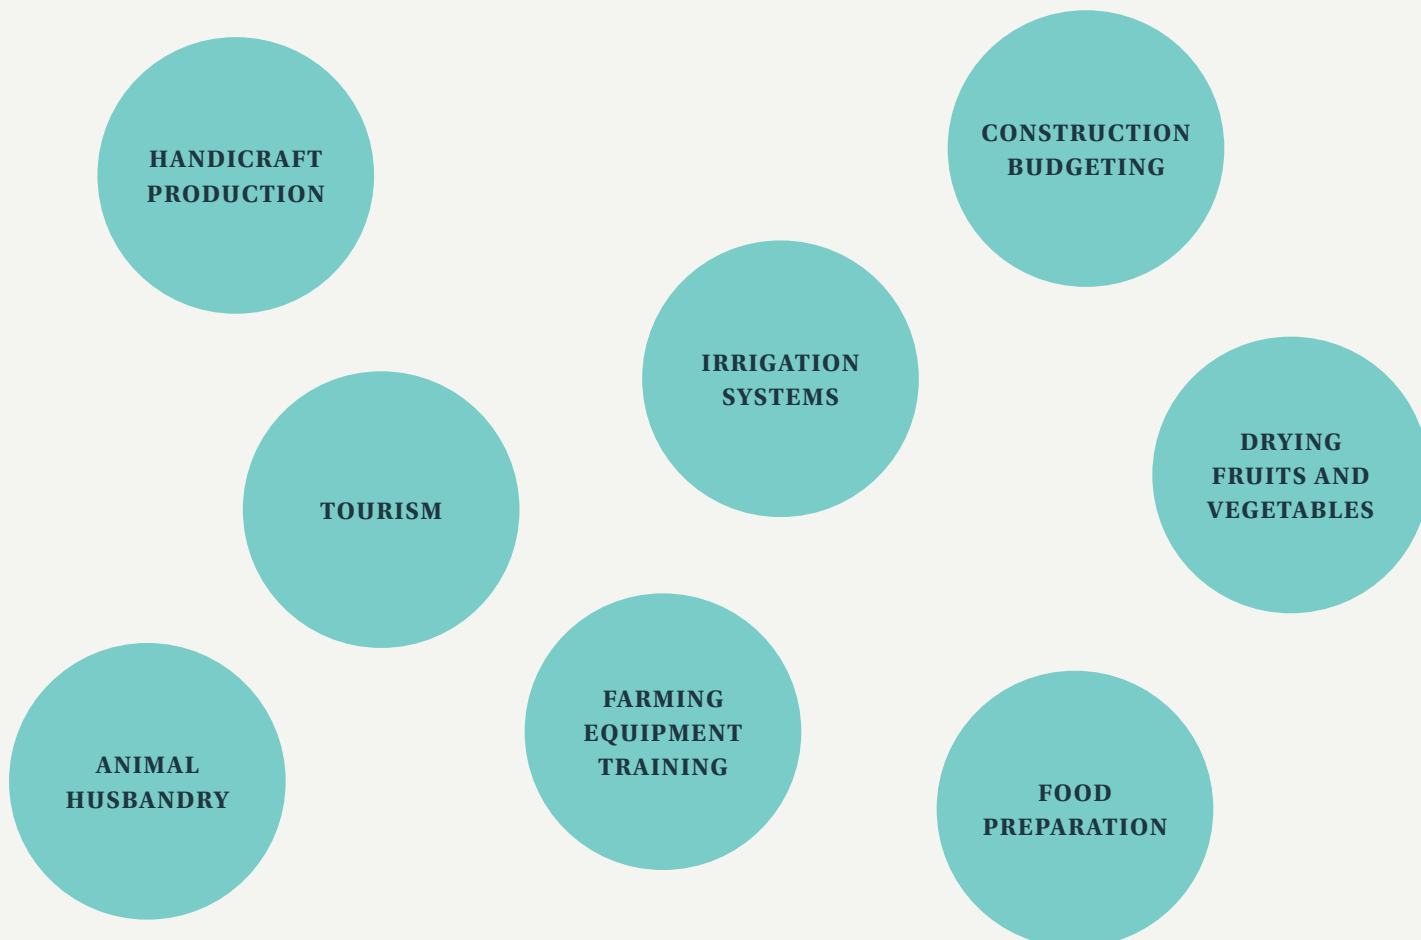 HANDICRAFT
PRODUCTION
CONSTRUCTION
BUDGETING
IRRIGATION
SYSTEMS
DRYING
FRUITS AND
VEGETABLES
TOURISM
FARMING
EQUIPMENT
TRAINING
ANIMAL
HUSBANDRY
FOOD
PREPARATION